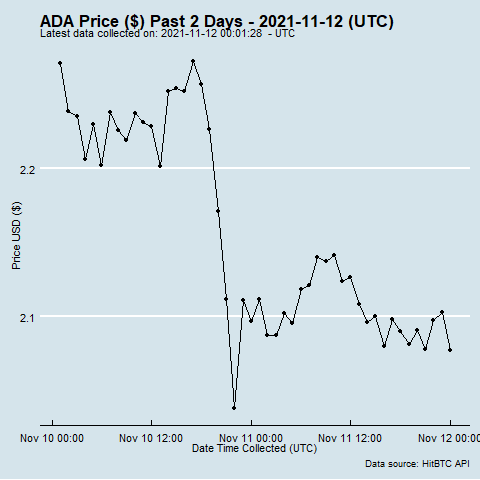 ADA Price ($) Past 2 Days - 2021-11-12 (UTC)
Latest data collected on: 2021-11-12 00:01:28 - UTC
Price USD ($)
2.2
2.1
Nov 10 00:00 Nov 10 12:00 Nov 11 00:00 Nov 11 12:00 Nov 12 00:00
Date Time Collected (UTC)
Data source: HitBTC API